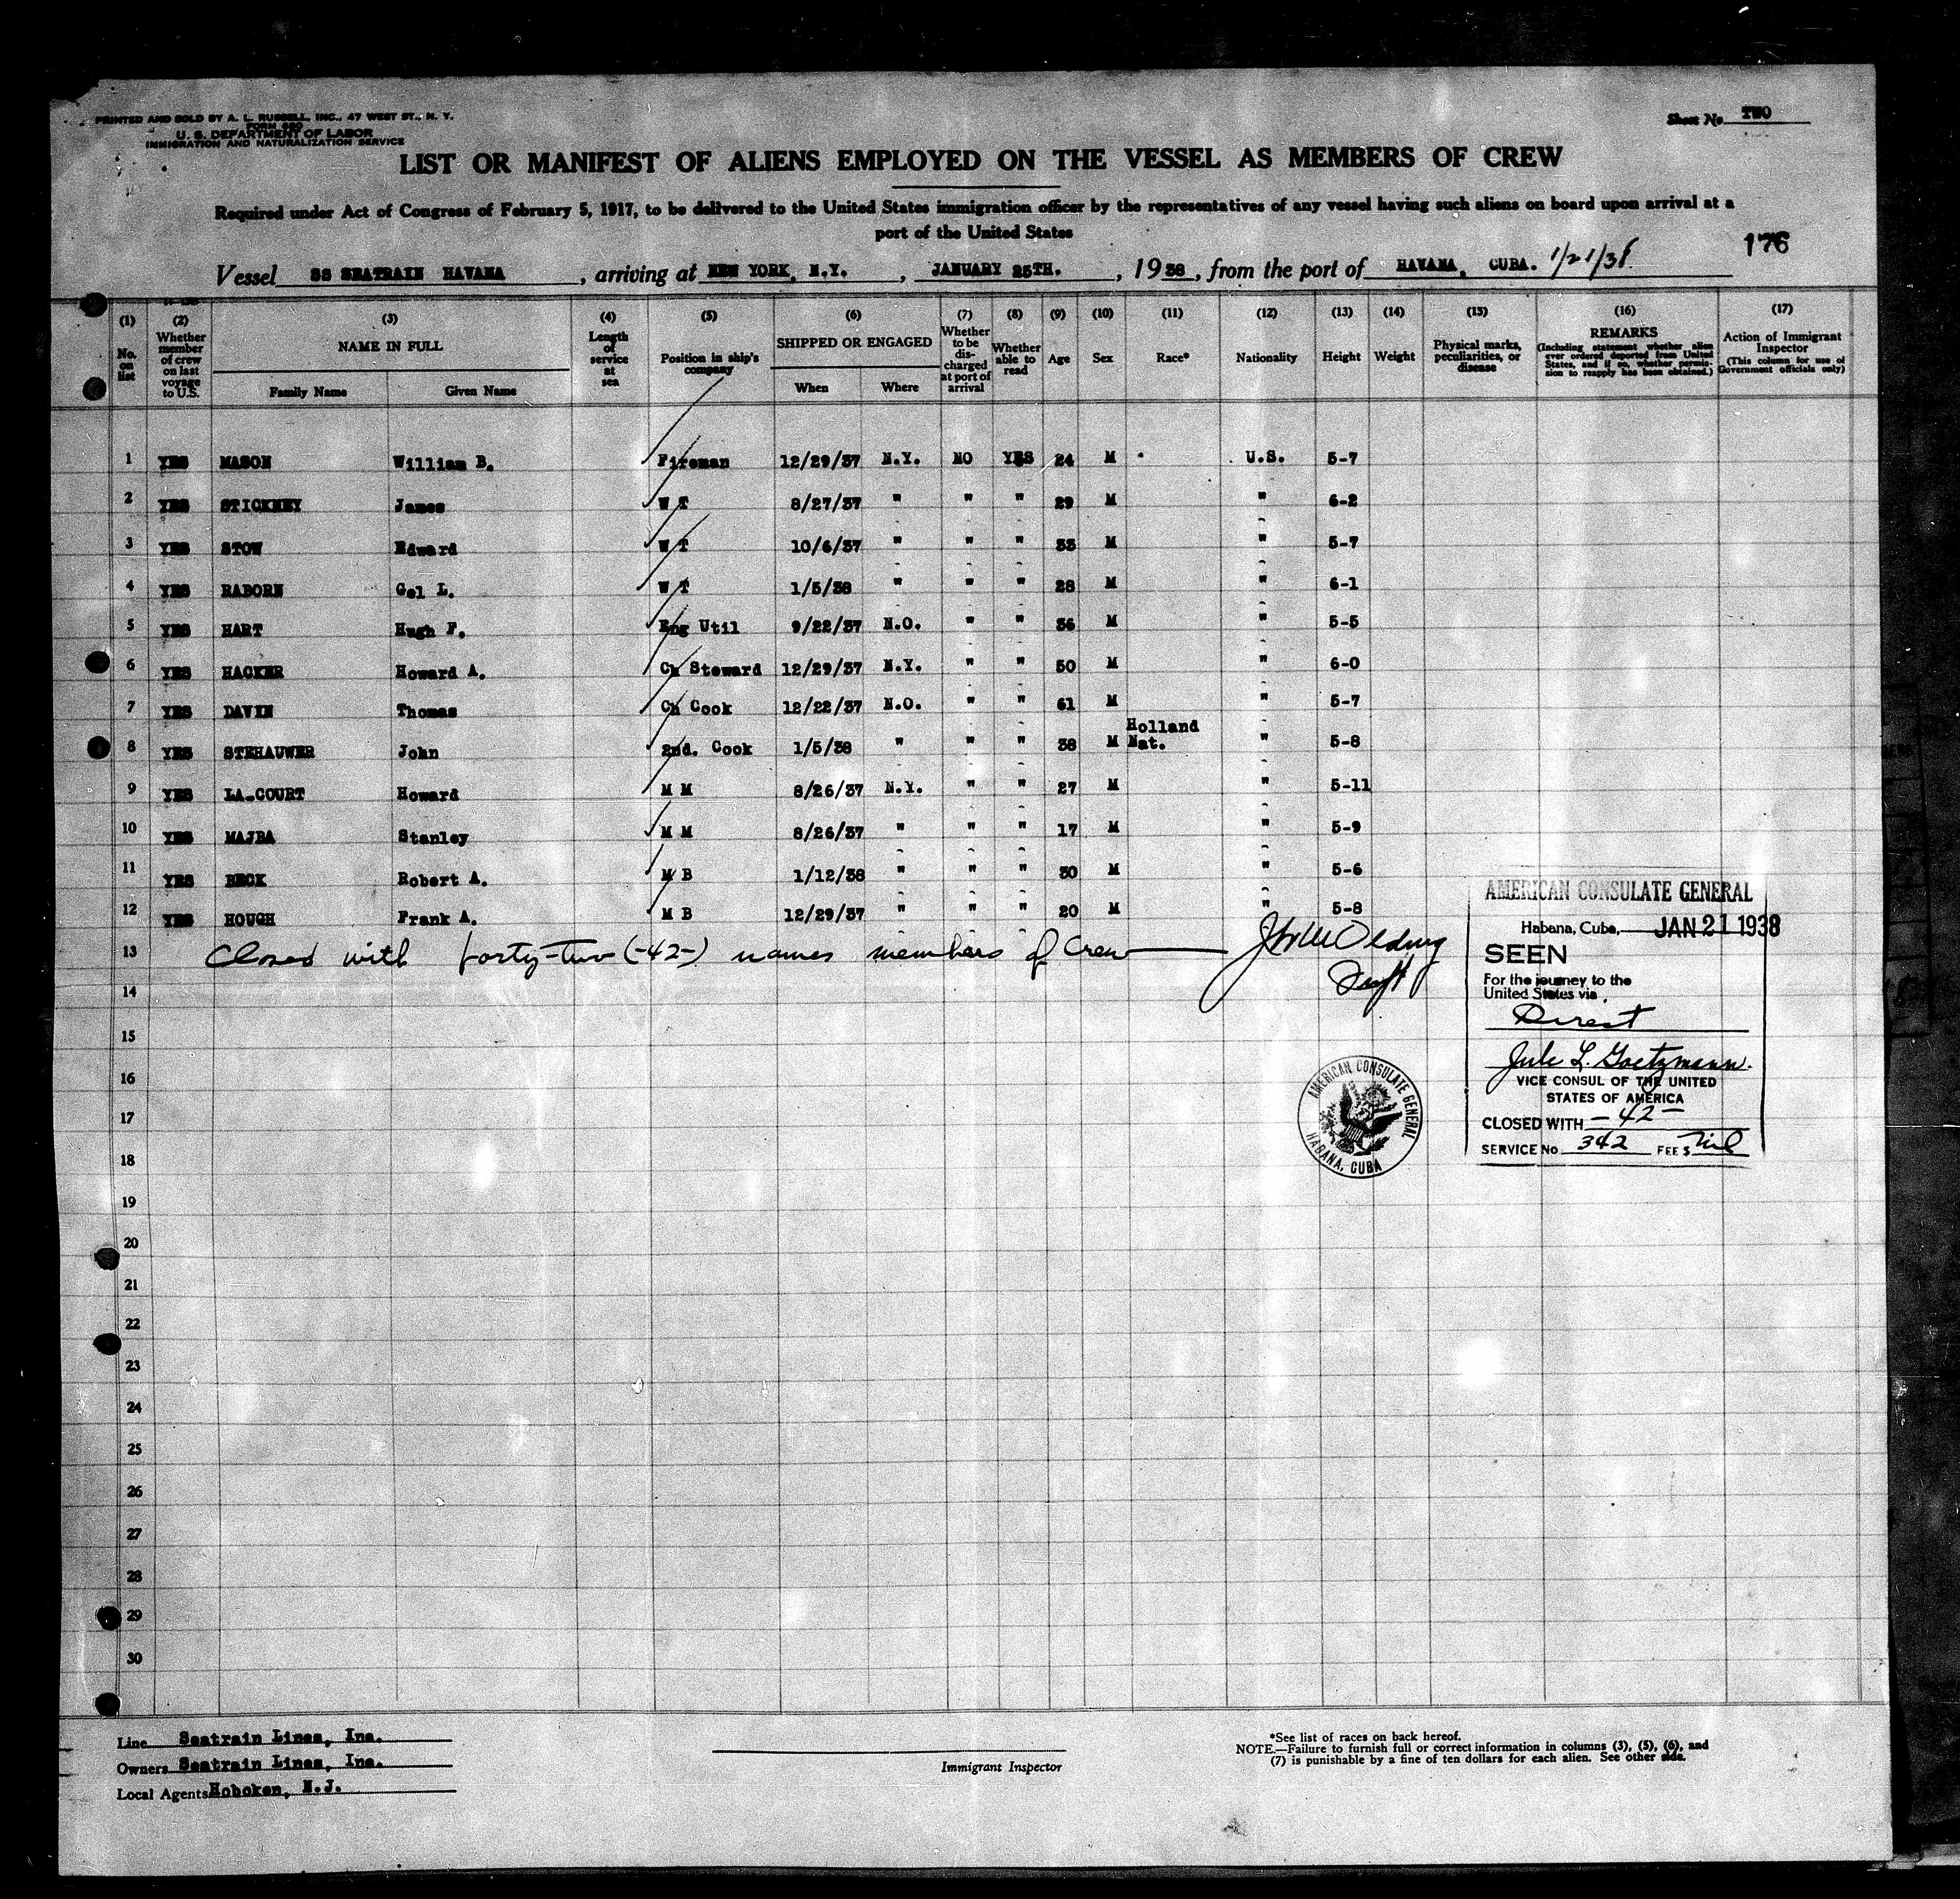 PRINTED AND SOLD BY A. L. RUSSELL, INC., 47 WEST ST., N. Y.
FORM 680
U. S. DEPARTMENT OF LABOR
IMMIGRATION AND NATURALIZATION SERVICE
Sheet No. TWO
LIST OR MANIFEST OF ALIENS EMPLOYED ON THE VESSEL AS MEMBERS OF CREW
Required under Act of Congress of February 5, 1917, to be delivered to the United States immigration officer by the representatives of any vessel having such aliens on board upon arrival at a
port of the United States
176
Vessel SS SEATRAIN HAVANA, arriving at NEW YORK, N.Y., JANUARY 25TH., 1938, from the port of HAVANA, CUBA. 1/21/38
(1) No. on list
(2) Whether member of crew on last voyage to U.S.
(3) NAME IN FULL Family Name Given Name
(4) Length of service at sea
(5) Position in ship's company
(6) SHIPPED OR ENGAGED When Where
(7) Whether to be discharged at port of arrival
(8) Whether able to read
(9) Age
(10) Sex
(11) Race*
(12) Nationality
(13) Height
(14) Weight
(15) Physical marks, peculiarities, or disease
(16) REMARKS (Including statement whether alien ever ordered deported from United States, and if so, whether permission to reapply has been obtained.)
(17) Action of Immigrant Inspector (This column for use of Government officials only)
1 YES MASON William B. Fireman 12/29/37 N.Y. NO YES 24 M U.S. 5-7
2 YES STICKNEY James W T 8/27/37 " " " 29 M " 6-2
3 YES STOW Edward W T 10/6/37 " " " 33 M " 5-7
4 YES RABORN Gel L. W T 1/5/38 " " " 28 M " 6-1
5 YES HART Hugh F. Eng Util 9/22/37 N.O. " " 36 M " 5-5
6 YES HACKER Howard A. Ch Steward 12/29/37 N.Y. " " 50 M " 6-0
7 YES DAVIN Thomas Ch Cook 12/22/37 N.O. " " 61 M " 5-7
8 YES STEHAUWER John 2nd. Cook 1/5/38 " " " 38 M Holland Nat. " 5-8
9 YES LA-COURT Howard M M 8/26/37 N.Y. " " 27 M " 5-11
10 YES MAJBA Stanley M M 8/26/37 " " " 17 M " 5-9
11 YES BECK Robert A. M B 1/12/38 " " " 30 M " 5-6
12 YES HOUGH Frank A. M B 12/29/37 " " " 20 M " 5-8
13 Closed with forty-two (-42-) names members of Crew
14
15
16
17
18
19
20
21
22
23
24
25
26
27
28
29
30
AMERICAN CONSULATE GENERAL
Habana, Cuba, JAN 21 1938
SEEN
For the journey to the
United States via
Direct
Jule L. Goetzmann.
VICE CONSUL OF THE UNITED
STATES OF AMERICA
CLOSED WITH -42-
SERVICE No. 342 FEE $ Nil
AMERICAN CONSULATE GENERAL
HABANA, CUBA
Line Seatrain Lines, Inc.
Owners Seatrain Lines, Inc.
Local Agents Hoboken, N.J.
Immigrant Inspector
*See list of races on back hereof.
NOTE.—Failure to furnish full or correct information in columns (3), (5), (6), and
(7) is punishable by a fine of ten dollars for each alien. See other side.